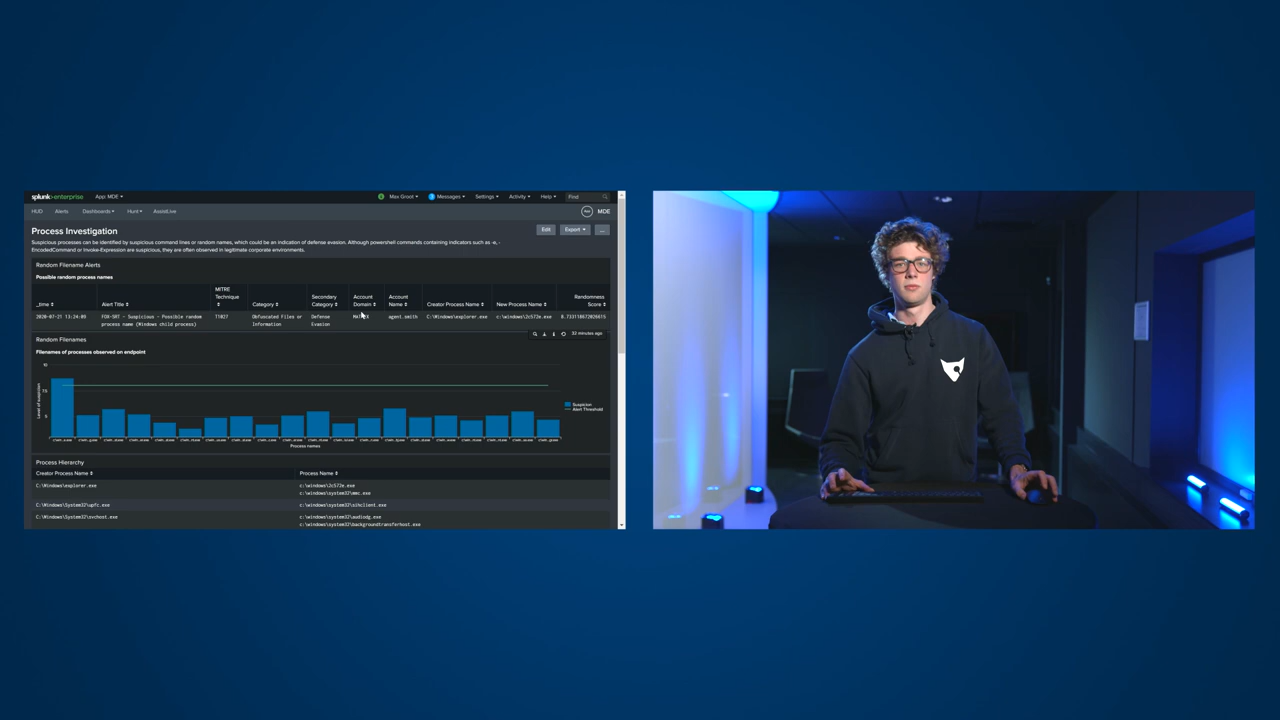 splunk>enterprise App: MDE
Max Groot Messages Settings Activity Help Find
HUD Alerts Dashboards Hunt AssistLive
MDE
Process Investigation
Edit Export ...
Suspicious processes can be identified by suspicious command lines or random names, which could be an indication of defense evasion. Although powershell commands containing indicators such as -e, -
EncodedCommand or Invoke-Expression are suspicious, they are often observed in legitimate corporate environments.
Random Filename Alerts
Possible random process names
_time Alert Title MITRE Technique Category Secondary Category Account Domain Account Name Creator Process Name New Process Name Randomness Score
2020-07-21 13:24:09 FOX-SRT - Suspicious - Possible random process name (Windows child process) T1027 Obfuscated Files or Information Defense Evasion agent.smith C:\Windows\explorer.exe c:\windows\2c572e.exe
33 minutes ago
Random Filenames
Filenames of processes observed on endpoint
10
7.5
5
Level of suspicion
Suspicion
Alert Threshold
Process names
Process Hierarchy
Creator Process Name Process Name
C:\Windows\explorer.exe c:\windows\2c572e.exe
c:\windows\system32\mmc.exe
C:\Windows\System32\upfc.exe c:\windows\system32\sihclient.exe
C:\Windows\System32\svchost.exe c:\windows\system32\audiodg.exe
c:\windows\system32\backgroundtransferhost.exe